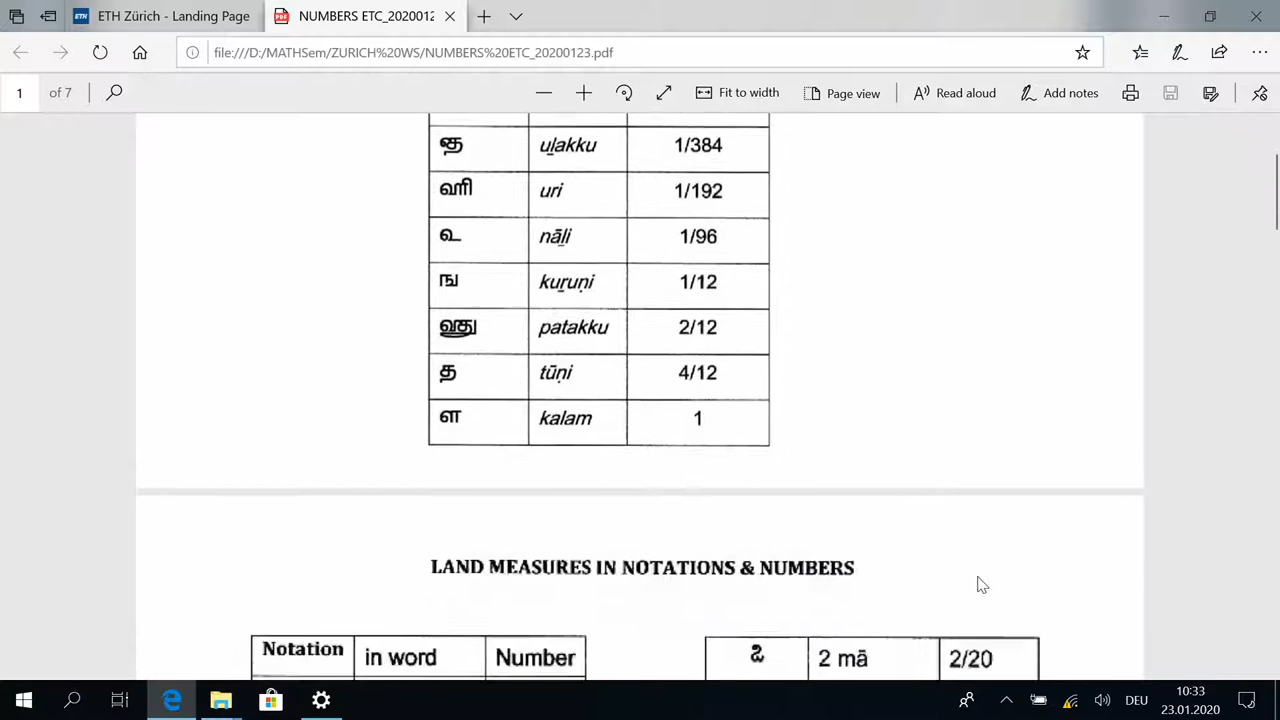 ETH Zürich - Landing Page
NUMBERS ETC_2020012
file:///D:/MATHSem/ZURICH%20WS/NUMBERS%20ETC_20200123.pdf
1 of 7
Fit to width
Page view
Read aloud
Add notes
uḻakku 1/384
ஹி uri 1/192
உ nāḻi 1/96
ங kuṟuṇi 1/12
patakku 2/12
த tūṇi 4/12
ள kalam 1
LAND MEASURES IN NOTATIONS & NUMBERS
Notation in word Number
2 mā 2/20
DEU
10:33
23.01.2020